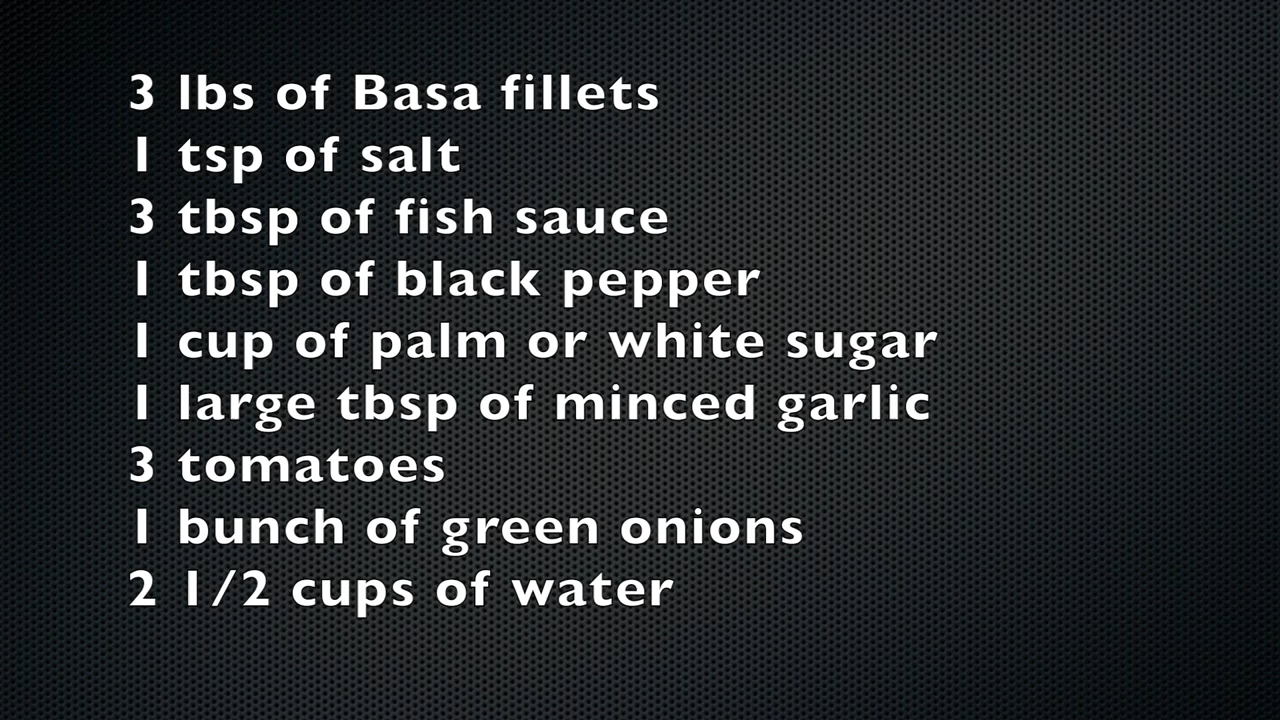 3 lbs of Basa fillets
1 tsp of salt
3 tbsp of fish sauce
1 tbsp of black pepper
1 cup of palm or white sugar
1 large tbsp of minced garlic
3 tomatoes
1 bunch of green onions
2 1/2 cups of water